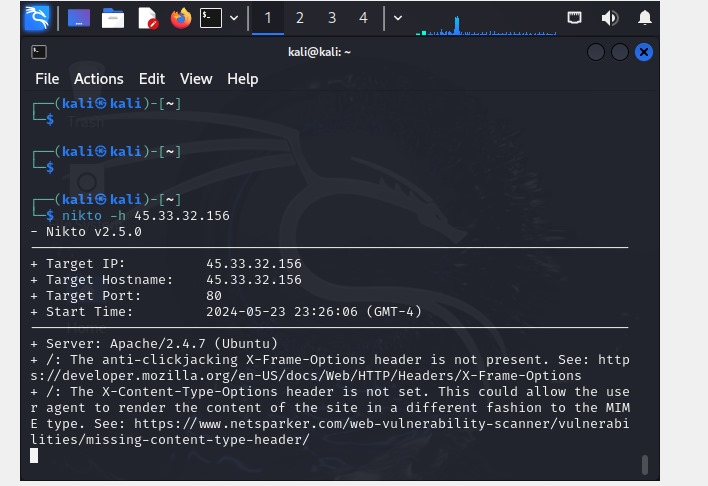 1 2 3 4
kali@kali: ~
File Actions Edit View Help
┌──(kali㉿kali)-[~]
└─$
┌──(kali㉿kali)-[~]
└─$
┌──(kali㉿kali)-[~]
└─$ nikto -h 45.33.32.156
- Nikto v2.5.0
+ Target IP: 45.33.32.156
+ Target Hostname: 45.33.32.156
+ Target Port: 80
+ Start Time: 2024-05-23 23:26:06 (GMT-4)
+ Server: Apache/2.4.7 (Ubuntu)
+ /: The anti-clickjacking X-Frame-Options header is not present. See: http
s://developer.mozilla.org/en-US/docs/Web/HTTP/Headers/X-Frame-Options
+ /: The X-Content-Type-Options header is not set. This could allow the use
r agent to render the content of the site in a different fashion to the MIM
E type. See: https://www.netsparker.com/web-vulnerability-scanner/vulnerabi
lities/missing-content-type-header/